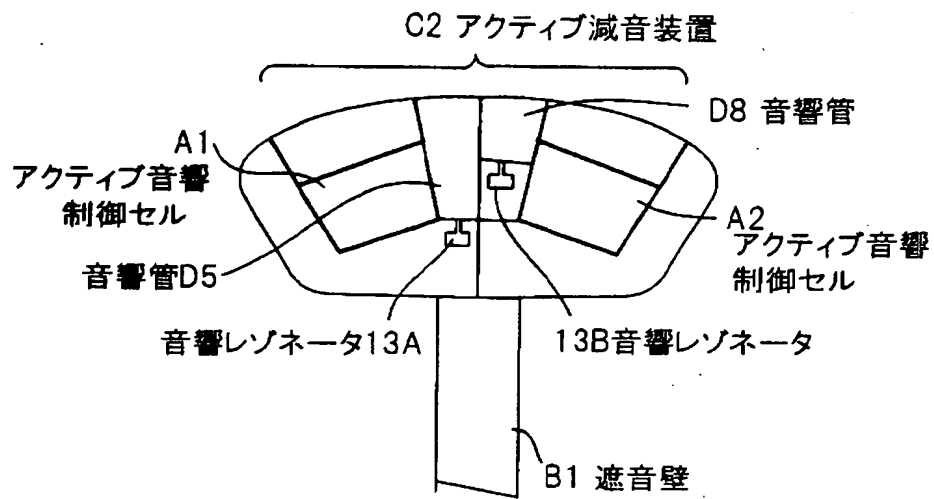 C2 アクティブ減音装置
D8 音響管
A1
アクティブ音響
制御セル
A2
アクティブ音響
制御セル
音響管D5
音響レゾネータ13A
13B音響レゾネータ
B1 遮音壁